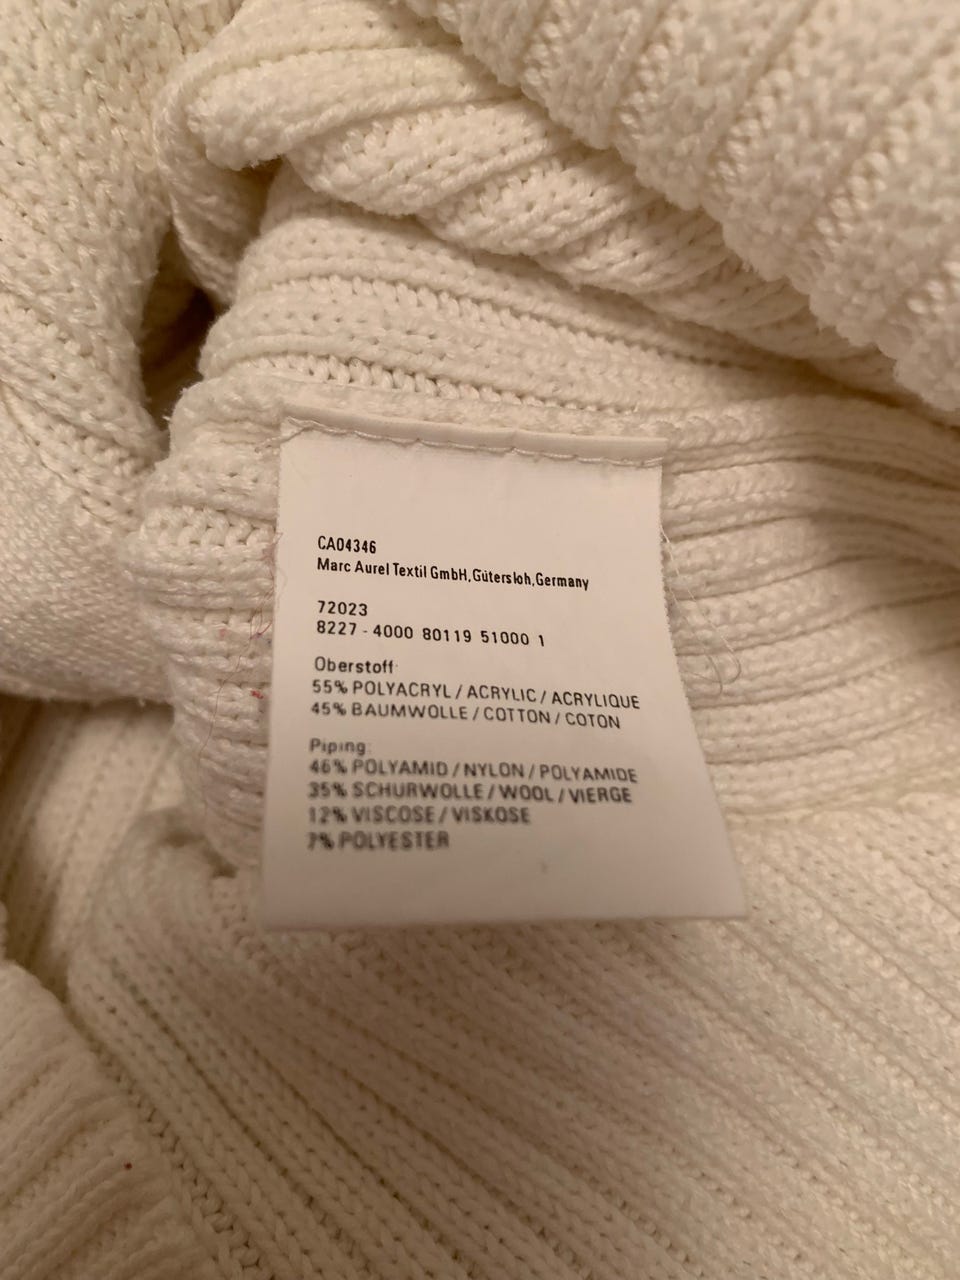 CA04346
Marc Aurel Textil GmbH, Gütersloh, Germany
72023
8227 - 4000 80119 51000 1
Oberstoff:
55% POLYACRYL / ACRYLIC / ACRYLIQUE
45% BAUMWOLLE / COTTON / COTON
Piping:
46% POLYAMID / NYLON / POLYAMIDE
35% SCHURWOLLE / WOOL / VIERGE
12% VISCOSE / VISKOSE
7% POLYESTER